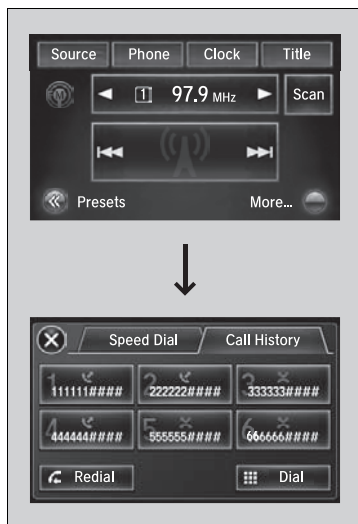 Source Phone Clock Title
1 97.9 MHz Scan
Presets More...
Speed Dial Call History
1 2 3
111111#### 222222#### 333333####
4 5 6
444444#### 555555#### 666666####
Redial Dial